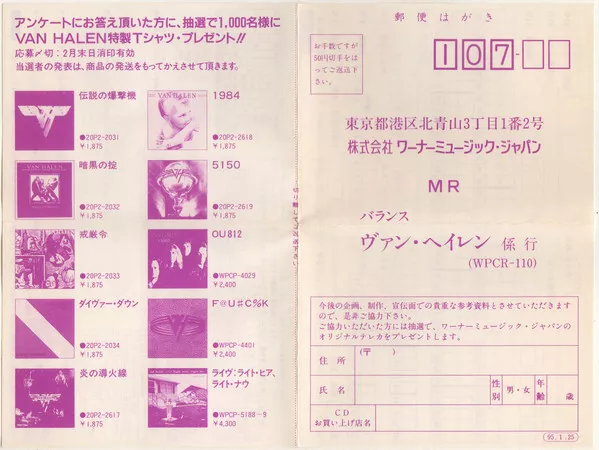 アンケートにお答え頂いた方に、抽選で1,000名様に
VAN HALEN特製Tシャツ・プレゼント!!
応募〆切：2月末日消印有効
当選者の発表は、商品の発送をもってかえさせて頂きます。
伝説の爆撃機
●20P2-2031
￥1,875
1984
●20P2-2618
￥1,875
暗黒の掟
●20P2-2032
￥1,875
5150
●20P2-2619
￥1,875
戒厳令
●20P2-2033
￥1,875
OU812
●WPCP-4029
￥2,400
ダイヴァー・ダウン
●20P2-2034
￥1,875
F@U#C%K
●WPCP-4401
￥2,400
炎の導火線
●20P2-2617
￥1,875
ライヴ：ライト・ヒア、
ライト・ナウ
●WPCP-5188〜9
￥4,300
郵便はがき
お手数ですが
50円切手をは
ってご返送下
さい。
107-
東京都港区北青山3丁目1番2号
株式会社 ワーナーミュージック・ジャパン
MR
バランス
ヴァン・ヘイレン 係 行
(WPCR-110)
今後の企画、制作、宣伝面での貴重な参考資料とさせていただきます
ので、是非ご協力下さい。
ご協力いただいた方には抽選で、ワーナーミュージック・ジャパンの
オリジナルテレカをプレゼントします。
住所
(〒 )
氏名
性別
男・女
年齢
歳
CD
お買い上げ店名
95.1.25